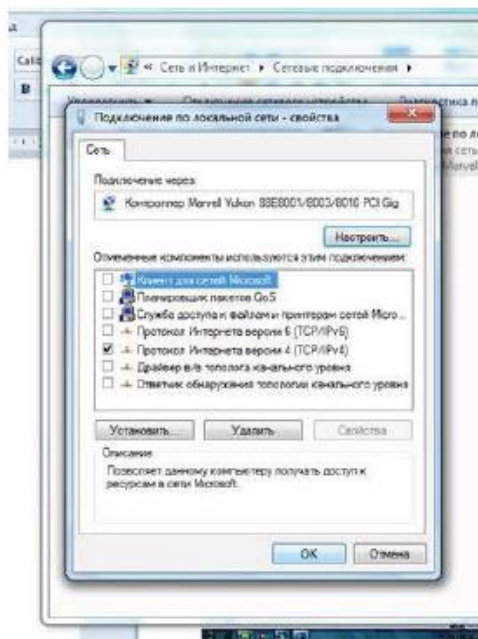 Calib
« Сеть и Интернет ▸ Сетевые подключения ▸
Подключение по локальной сети - свойства
Сеть
Подключение через:
Контроллер Marvell Yukon 88E8001/8003/8010 PCI Gig
Настроить...
Отмеченные компоненты используются этим подключением:
Клиент для сетей Microsoft
Планировщик пакетов QoS
Служба доступа к файлам и принтерам сетей Micro...
Протокол Интернета версии 6 (TCP/IPv6)
Протокол Интернета версии 4 (TCP/IPv4)
Драйвер в/в тополога канального уровня
Ответчик обнаружения топологии канального уровня
Установить...
Удалить
Свойства
Описание
Позволяет данному компьютеру получать доступ к
ресурсам в сети Microsoft.
OK
Отмена